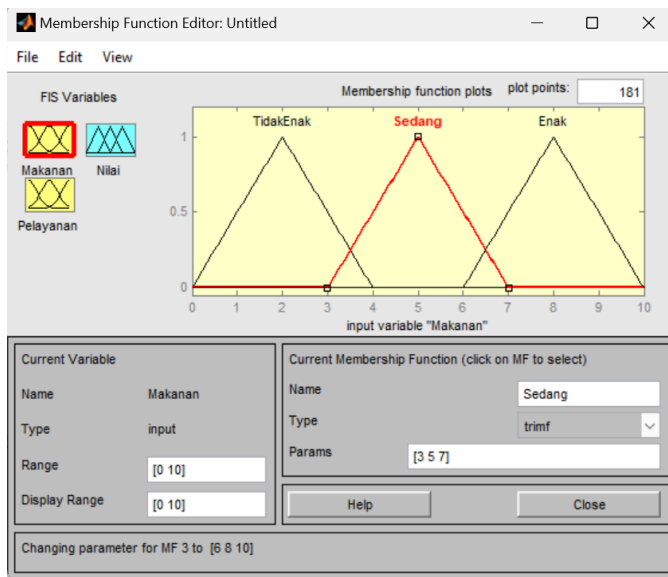 Membership Function Editor: Untitled
File Edit View
FIS Variables
Membership function plots plot points: 181
TidakEnak Sedang Enak
1
0.5
0
Makanan Nilai
Pelayanan
0 1 2 3 4 5 6 7 8 9 10
input variable "Makanan"
Current Variable
Name Makanan
Type input
Range [0 10]
Display Range [0 10]
Current Membership Function (click on MF to select)
Name Sedang
Type trimf
Params [3 5 7]
Help Close
Changing parameter for MF 3 to [6 8 10]